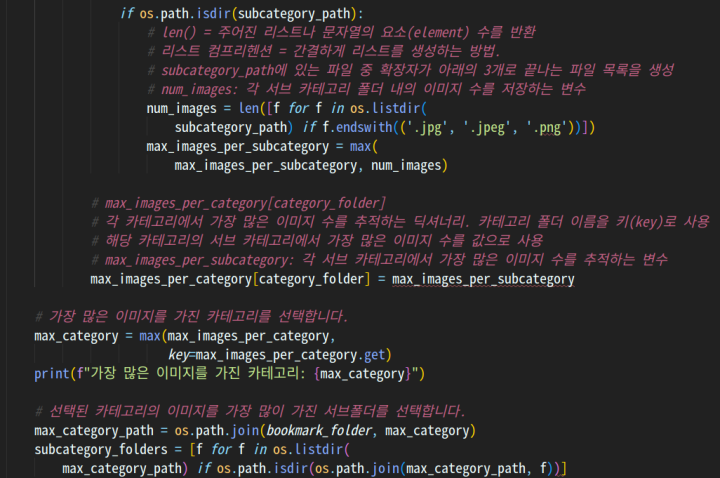 if os.path.isdir(subcategory_path):
# len() = 주어진 리스트나 문자열의 요소(element) 수를 반환
# 리스트 컴프리헨션 = 간결하게 리스트를 생성하는 방법.
# subcategory_path에 있는 파일 중 확장자가 아래의 3개로 끝나는 파일 목록을 생성
# num_images: 각 서브 카테고리 폴더 내의 이미지 수를 저장하는 변수
num_images = len([f for f in os.listdir(
subcategory_path) if f.endswith(('.jpg', '.jpeg', '.png'))])
max_images_per_subcategory = max(
max_images_per_subcategory, num_images)
# max_images_per_category[category_folder]
# 각 카테고리에서 가장 많은 이미지 수를 추적하는 딕셔너리. 카테고리 폴더 이름을 키(key)로 사용
# 해당 카테고리의 서브 카테고리에서 가장 많은 이미지 수를 값으로 사용
# max_images_per_subcategory: 각 서브 카테고리에서 가장 많은 이미지 수를 추적하는 변수
max_images_per_category[category_folder] = max_images_per_subcategory
# 가장 많은 이미지를 가진 카테고리를 선택합니다.
max_category = max(max_images_per_category,
key=max_images_per_category.get)
print(f"가장 많은 이미지를 가진 카테고리: {max_category}")
# 선택된 카테고리의 이미지를 가장 많이 가진 서브폴더를 선택합니다.
max_category_path = os.path.join(bookmark_folder, max_category)
subcategory_folders = [f for f in os.listdir(
max_category_path) if os.path.isdir(os.path.join(max_category_path, f))]